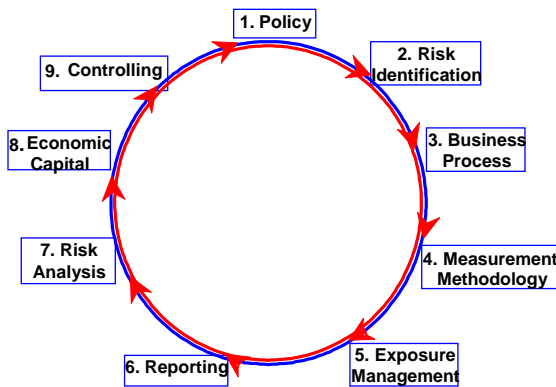 1. Policy
2. Risk
Identification
3. Business
Process
4. Measurement
Methodology
5. Exposure
Management
6. Reporting
7. Risk
Analysis
8. Economic
Capital
9. Controlling